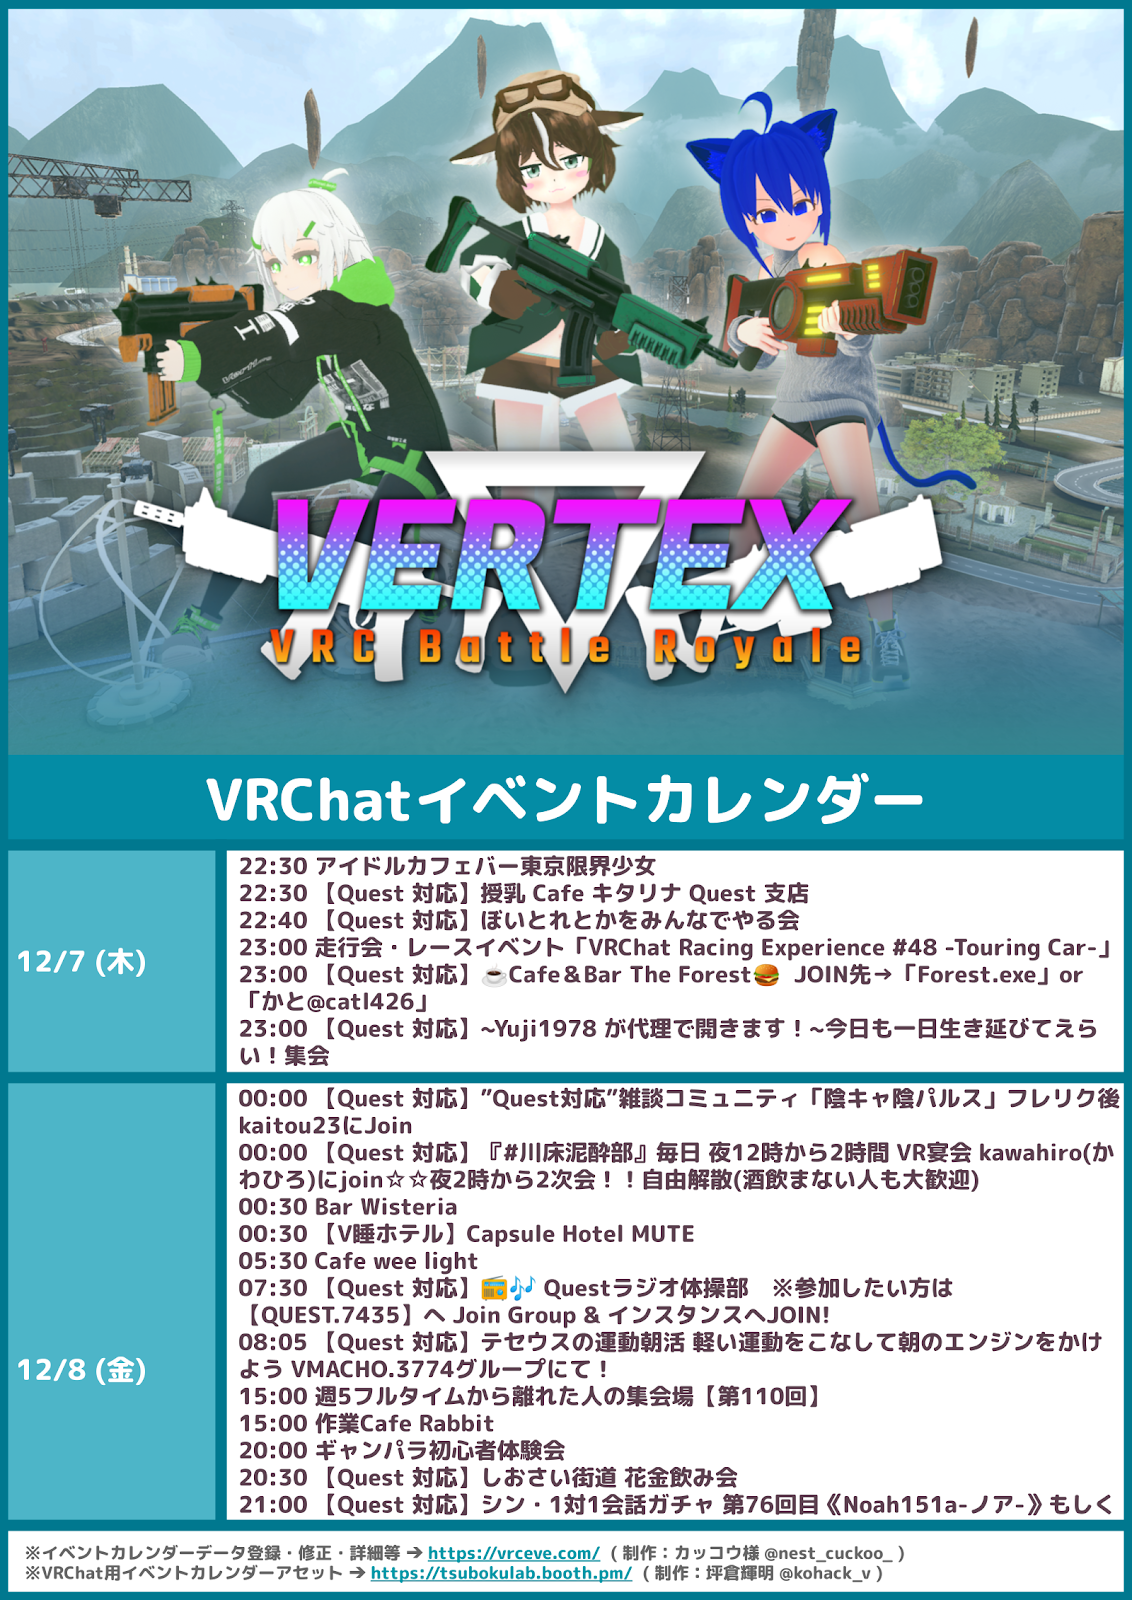 VERTEX
VRC Battle Royale
VRChatイベントカレンダー
12/7 (木)
22:30 アイドルカフェバー東京限界少女
22:30 【Quest 対応】授乳 Cafe キタリナ Quest 支店
22:40 【Quest 対応】ぼいとれとかをみんなでやる会
23:00 走行会・レースイベント「VRChat Racing Experience #48 -Touring Car-」
23:00 【Quest 対応】☕Cafe＆Bar The Forest🍔 JOIN先→「Forest.exe」or
「かと@catl426」
23:00 【Quest 対応】~Yuji1978 が代理で開きます！~今日も一日生き延びてえら
い！集会
12/8 (金)
00:00 【Quest 対応】”Quest対応”雑談コミュニティ「陰キャ陰パルス」フレリク後
kaitou23にJoin
00:00 【Quest 対応】『#川床泥酔部』毎日 夜12時から2時間 VR宴会 kawahiro(か
わひろ)にjoin☆☆夜2時から2次会！！自由解散(酒飲まない人も大歓迎)
00:30 Bar Wisteria
00:30 【V睡ホテル】Capsule Hotel MUTE
05:30 Cafe wee light
07:30 【Quest 対応】📻🎶 Questラジオ体操部　※参加したい方は
【QUEST.7435】へ Join Group & インスタンスへJOIN!
08:05 【Quest 対応】テセウスの運動朝活 軽い運動をこなして朝のエンジンをかけ
よう VMACHO.3774グループにて！
15:00 週5フルタイムから離れた人の集会場【第110回】
15:00 作業Cafe Rabbit
20:00 ギャンパラ初心者体験会
20:30 【Quest 対応】しおさい街道 花金飲み会
21:00 【Quest 対応】シン・1対1会話ガチャ 第76回目《Noah151a-ノア-》もしく
※イベントカレンダーデータ登録・修正・詳細等 → https://vrceve.com/ （ 制作：カッコウ様 @nest_cuckoo_ ）
※VRChat用イベントカレンダーアセット → https://tsubokulab.booth.pm/ （ 制作：坪倉輝明 @kohack_v ）